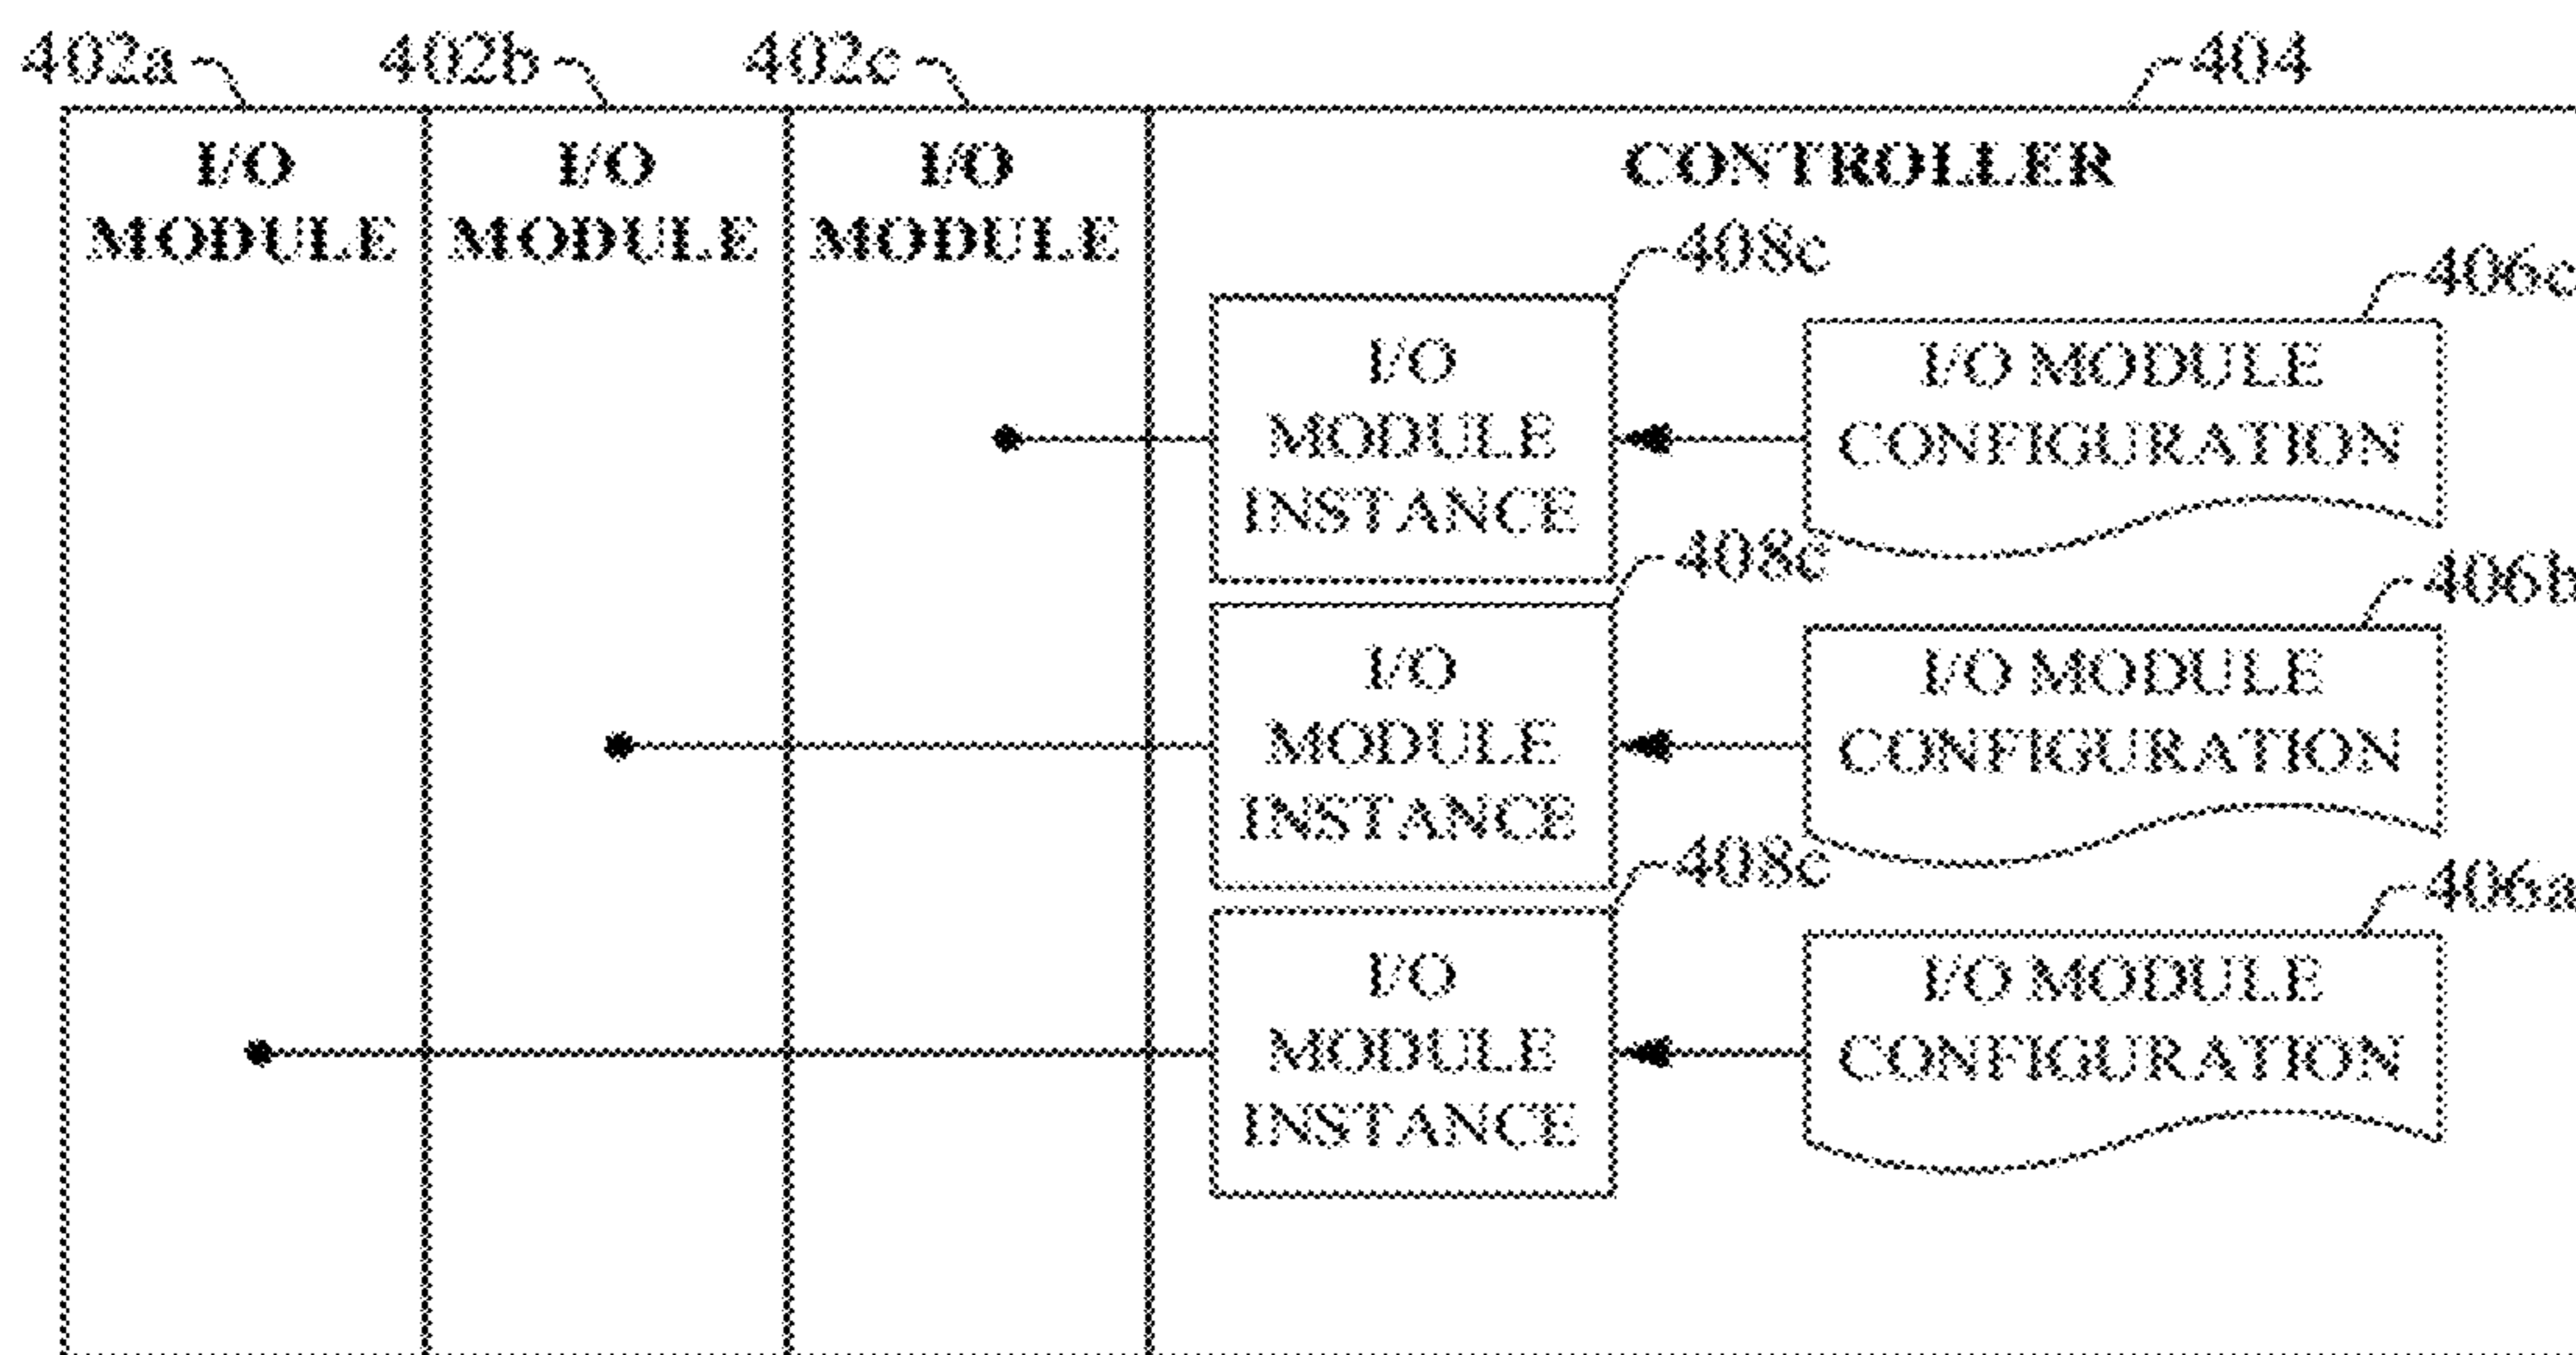 402a
402b
402c
404
I/O
MODULE
I/O
MODULE
I/O
MODULE
CONTROLLER
408c
406c
I/O
MODULE
INSTANCE
I/O MODULE
CONFIGURATION
408c
406b
I/O
MODULE
INSTANCE
I/O MODULE
CONFIGURATION
408c
406a
I/O
MODULE
INSTANCE
I/O MODULE
CONFIGURATION